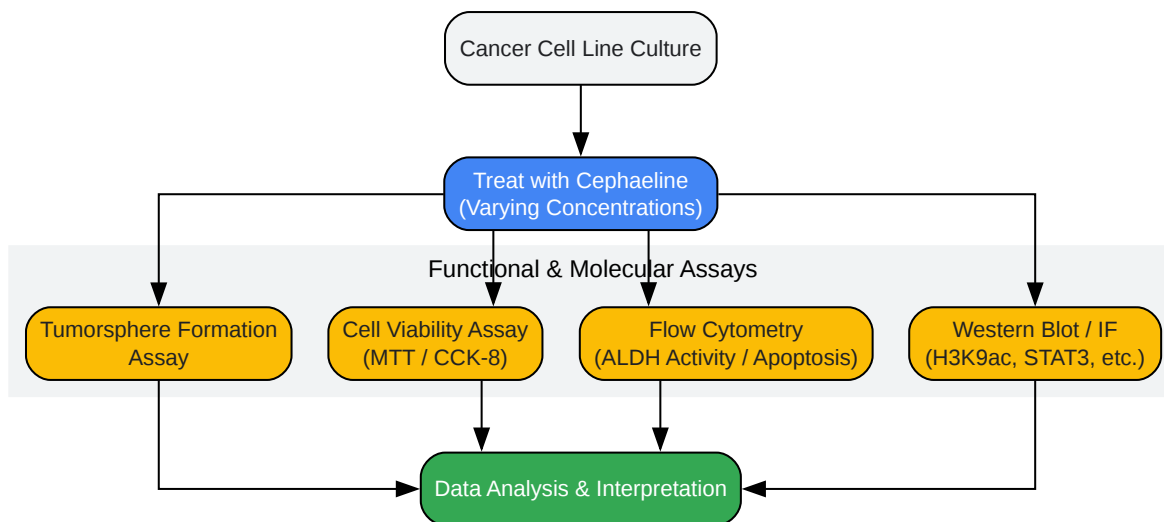 Cancer Cell Line Culture
Treat with Cephaeline
(Varying Concentrations)
Functional & Molecular Assays
Tumorsphere Formation
Assay
Cell Viability Assay
(MTT / CCK-8)
Flow Cytometry
(ALDH Activity / Apoptosis)
Western Blot / IF
(H3K9ac, STAT3, etc.)
Data Analysis & Interpretation